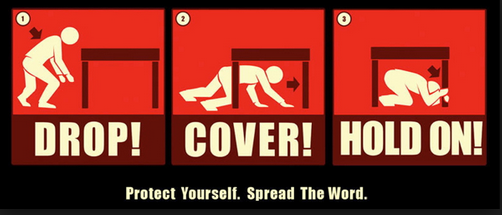 1
2
3
DROP!
COVER!
HOLD ON!
Protect Yourself. Spread The Word.